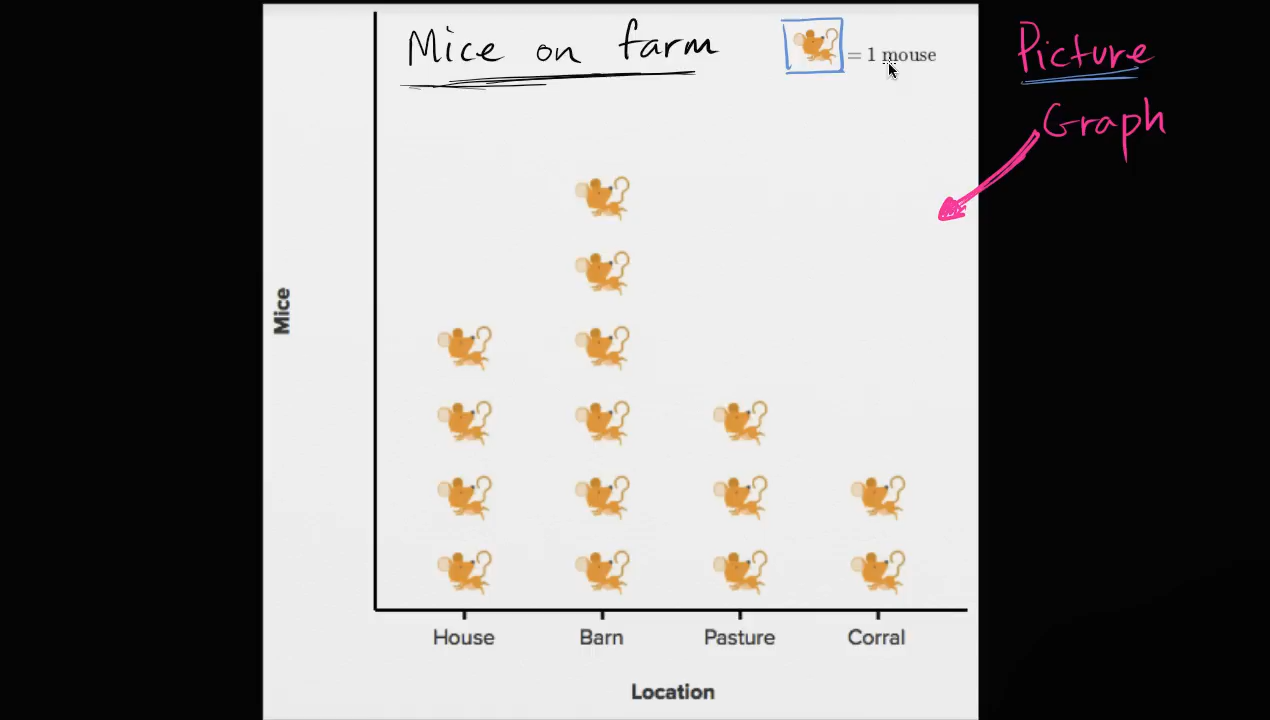 Mice on farm
= 1 mouse
Picture
Graph
Mice
House Barn Pasture Corral
Location